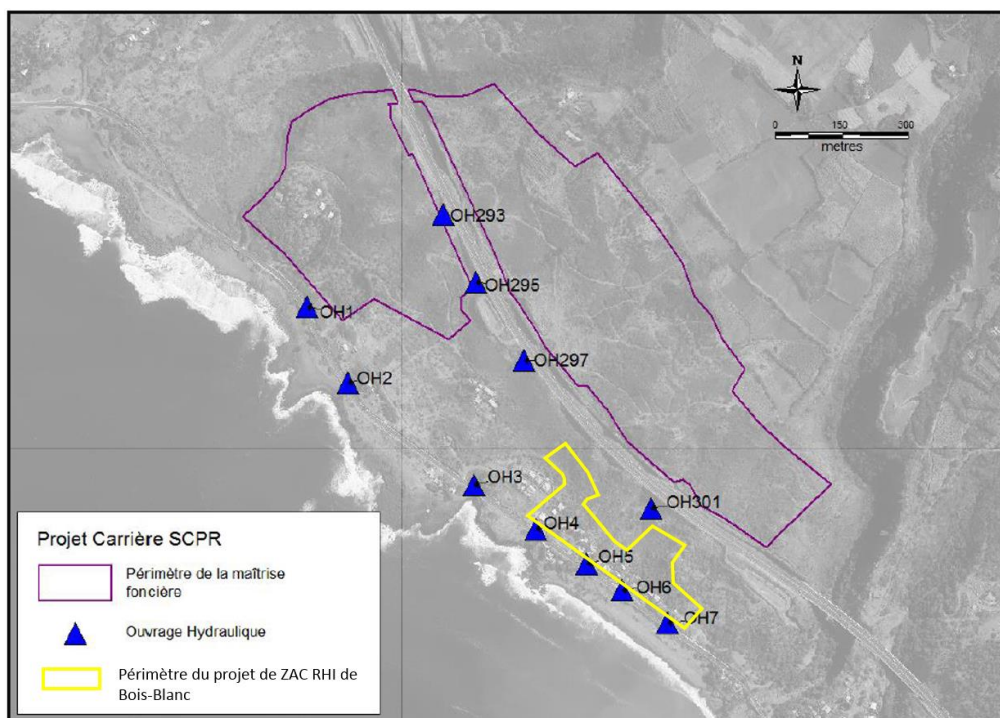 N
0 150 300
metres
OH293
OH295
OH1
OH297
OH2
OH3
OH301
OH4
OH5
OH6
OH7
Projet Carrière SCPR
Périmètre de la maîtrise
foncière
Ouvrage Hydraulique
Périmètre du projet de ZAC RHI de
Bois-Blanc